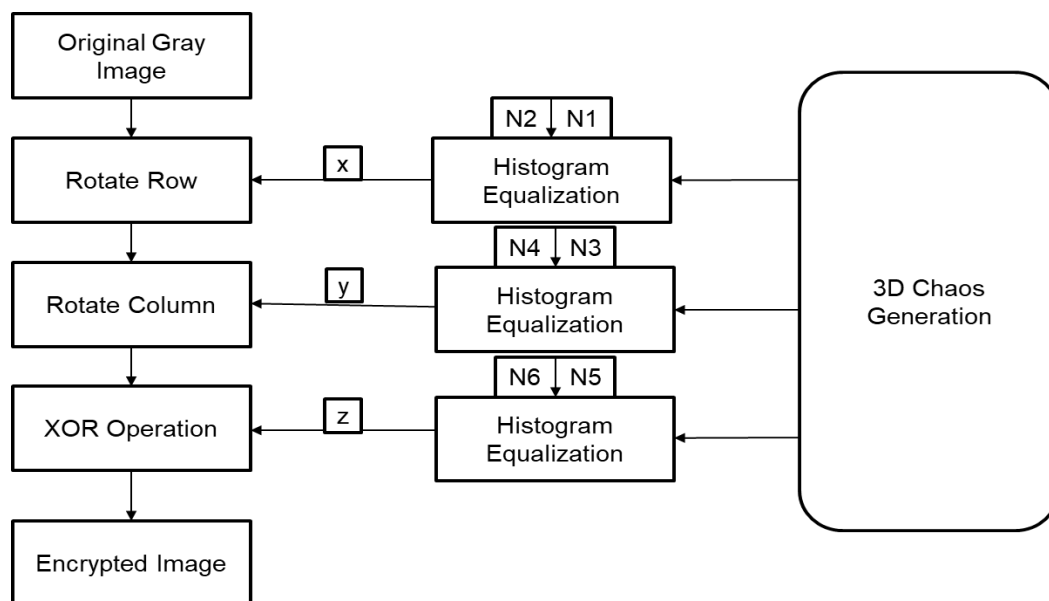 Original Gray
Image
N2 N1
Rotate Row
x
Histogram
Equalization
N4 N3
Rotate Column
y
Histogram
Equalization
3D Chaos
Generation
N6 N5
XOR Operation
z
Histogram
Equalization
Encrypted Image